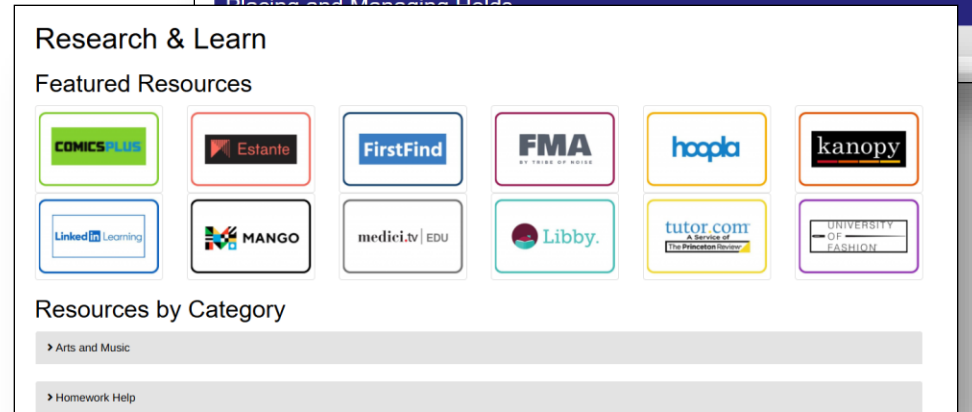 Placing and Managing Holds
Research & Learn
Featured Resources
COMICSPLUS
Estante
FirstFind
FMA
BY TRIBE OF NOISE
hoopla
kanopy
Linked in Learning
MANGO
medici.tv EDU
Libby.
tutor.com
A Service of
The Princeton Review
UNIVERSITY
OF
FASHION
Resources by Category
Arts and Music
Homework Help